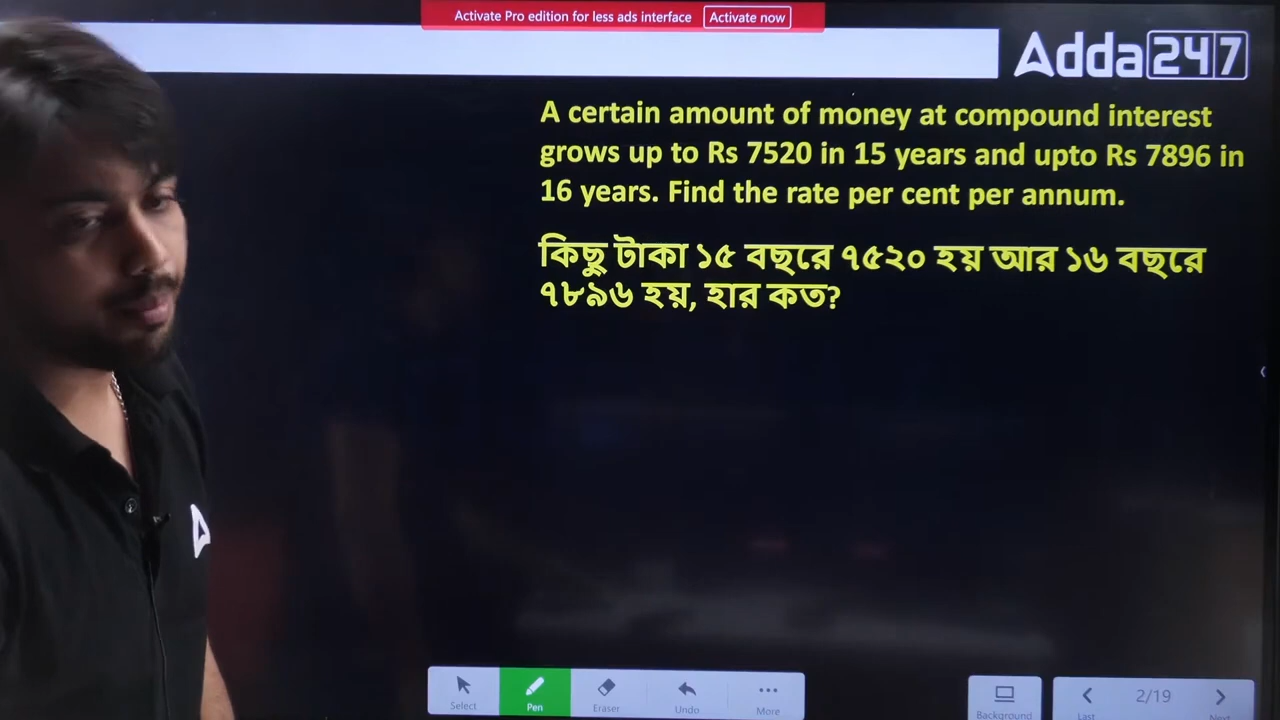 Activate Pro edition for less ads interface Activate now
Adda247
A certain amount of money at compound interest
grows up to Rs 7520 in 15 years and upto Rs 7896 in
16 years. Find the rate per cent per annum.
কিছু টাকা ১৫ বছরে ৭৫২০ হয় আর ১৬ বছরে
৭৮৯৬ হয়, হার কত?
Select Pen Eraser Undo More Background Last 2/19 Next